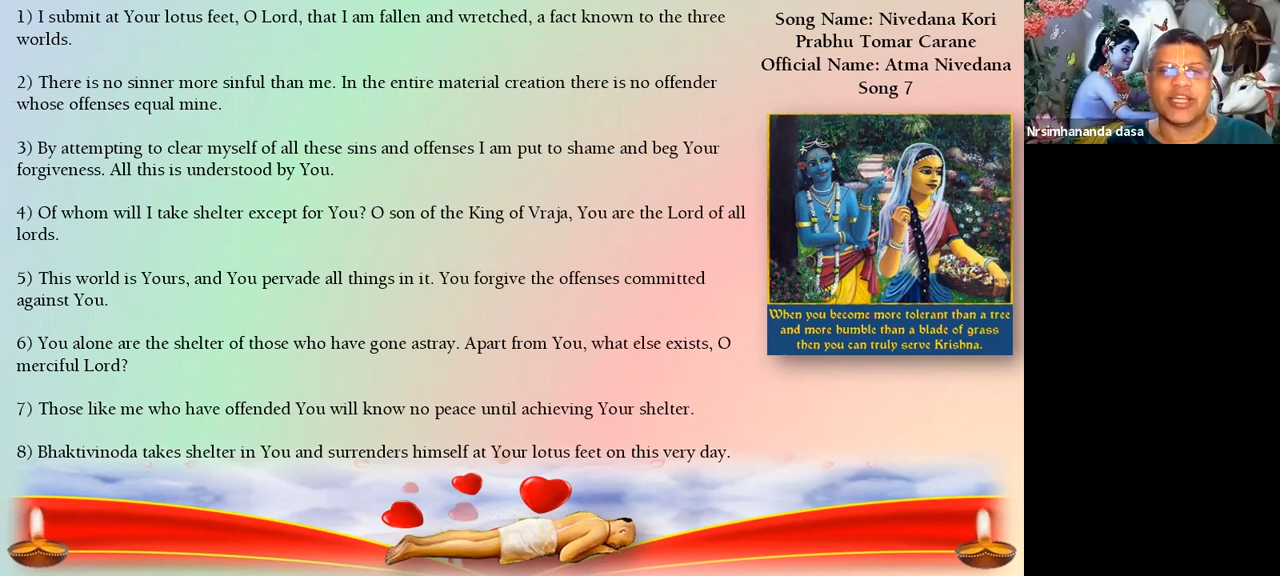 1) I submit at Your lotus feet, O Lord, that I am fallen and wretched, a fact known to the three
worlds.
2) There is no sinner more sinful than me. In the entire material creation there is no offender
whose offenses equal mine.
3) By attempting to clear myself of all these sins and offenses I am put to shame and beg Your
forgiveness. All this is understood by You.
4) Of whom will I take shelter except for You? O son of the King of Vraja, You are the Lord of all
lords.
5) This world is Yours, and You pervade all things in it. You forgive the offenses committed
against You.
6) You alone are the shelter of those who have gone astray. Apart from You, what else exists, O
merciful Lord?
7) Those like me who have offended You will know no peace until achieving Your shelter.
8) Bhaktivinoda takes shelter in You and surrenders himself at Your lotus feet on this very day.
Song Name: Nivedana Kori
Prabhu Tomar Carane
Official Name: Atma Nivedana
Song 7
When you become more tolerant than a tree
and more humble than a blade of grass
then you can truly serve Krishna.
Nrsimhananda dasa